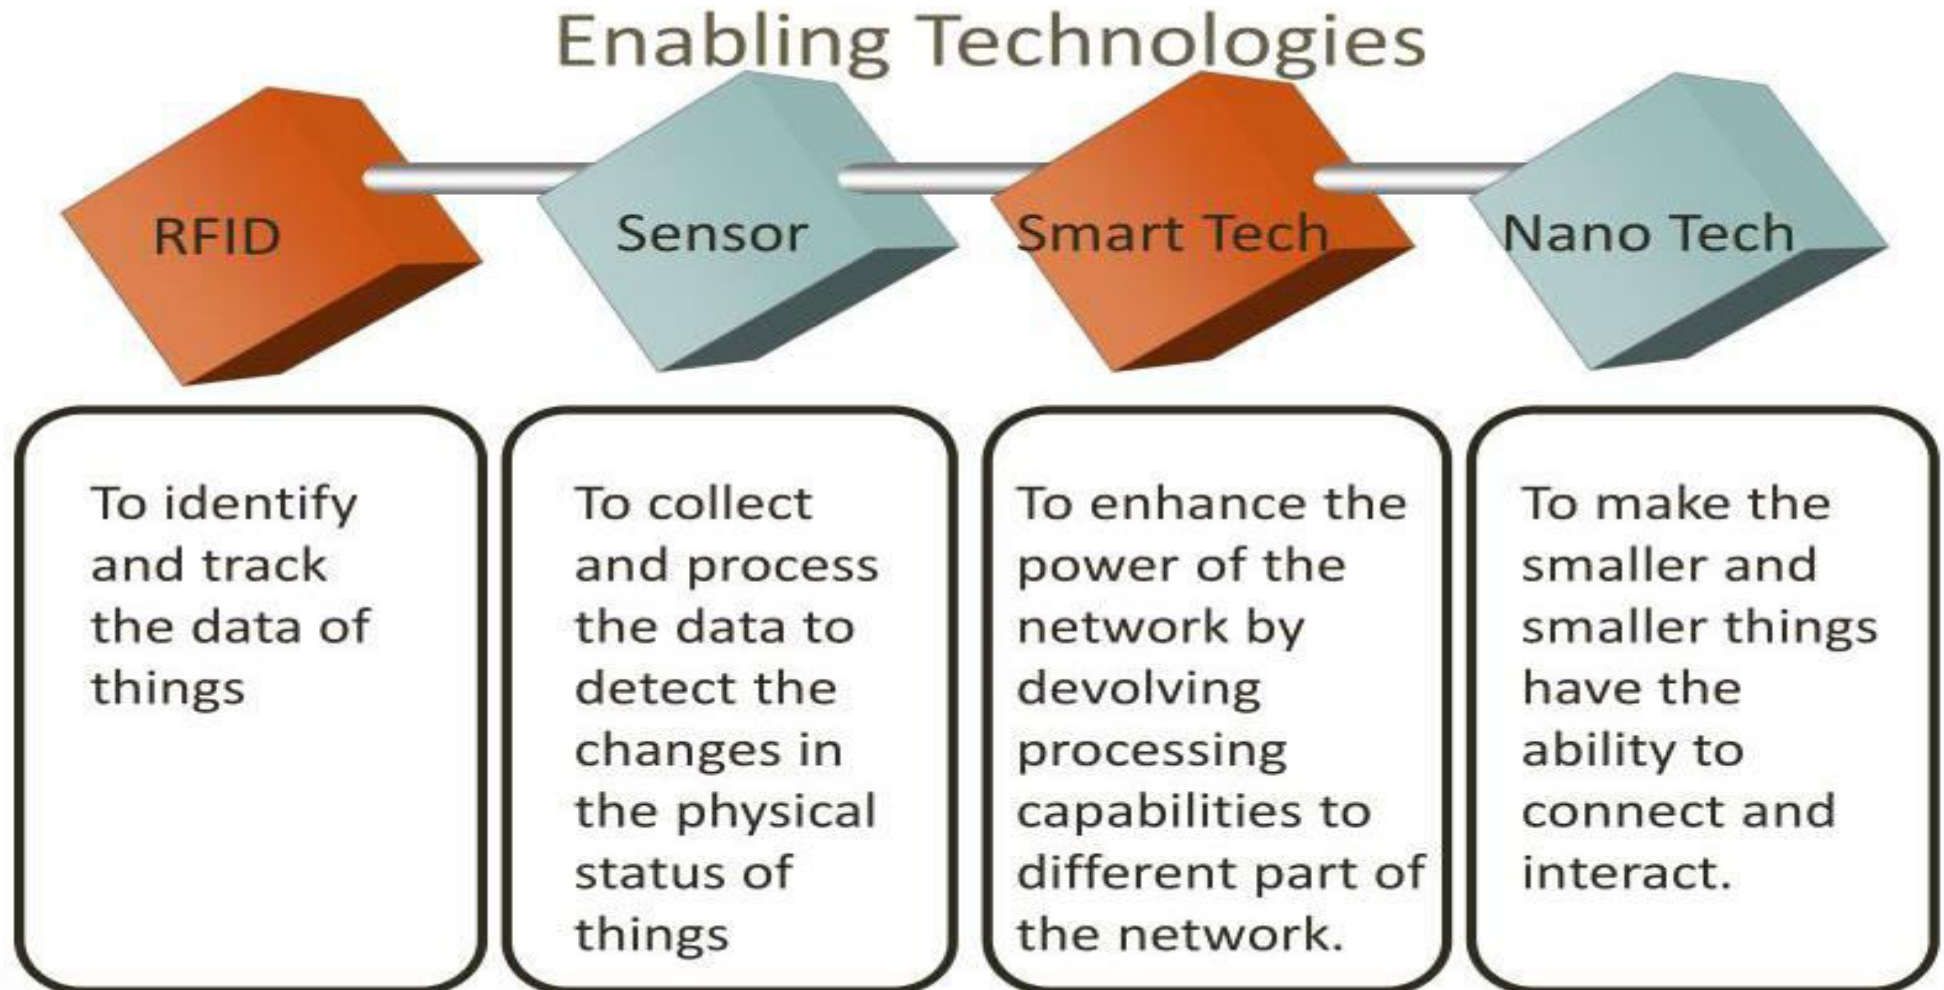 Enabling Technologies
RFID
Sensor
Smart Tech
Nano Tech
To identify
and track
the data of
things
To collect
and process
the data to
detect the
changes in
the physical
status of
things
To enhance the
power of the
network by
devolving
processing
capabilities to
different part of
the network.
To make the
smaller and
smaller things
have the
ability to
connect and
interact.